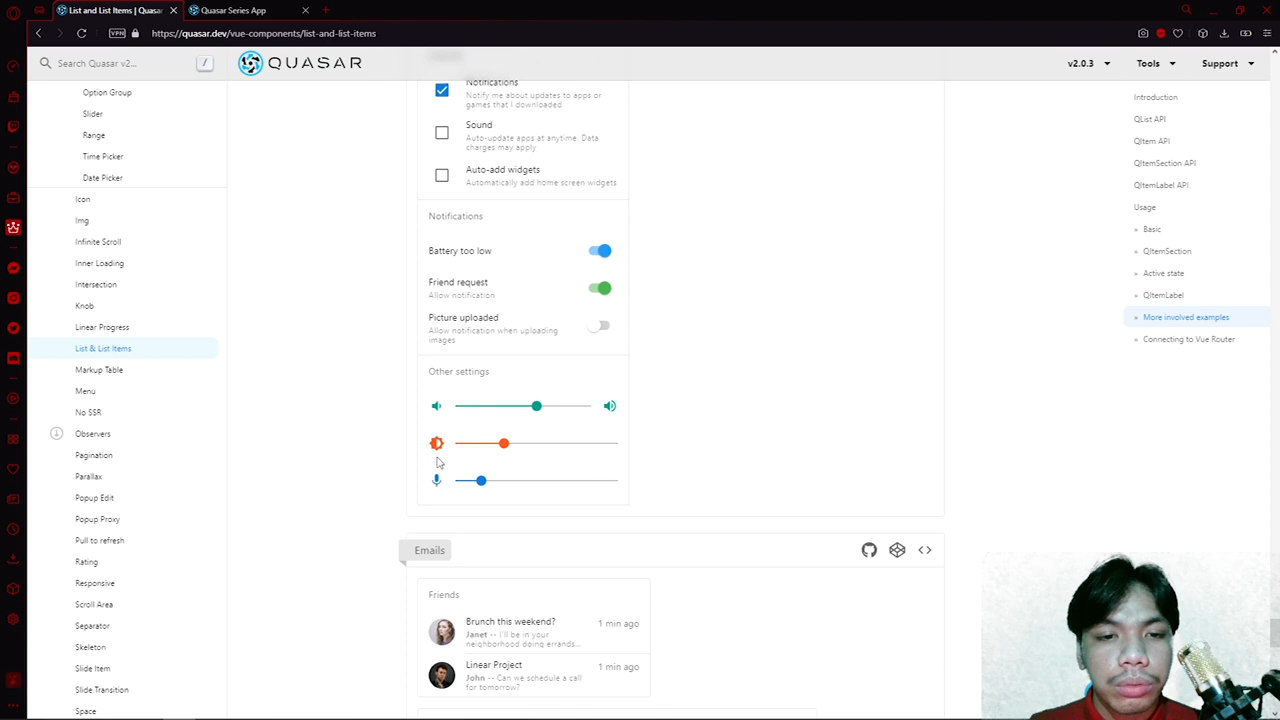 List and List Items | Quasar
Quasar Series App
VPN
https://quasar.dev/vue-components/list-and-list-items
Search Quasar v2...
/
QUASAR
v2.0.3
Tools
Support
Option Group
Slider
Range
Time Picker
Date Picker
Icon
Img
Infinite Scroll
Inner Loading
Intersection
Knob
Linear Progress
List & List Items
Markup Table
Menu
No SSR
Observers
Pagination
Parallax
Popup Edit
Popup Proxy
Pull to refresh
Rating
Responsive
Scroll Area
Separator
Skeleton
Slide Item
Slide Transition
Space
Notifications
Notify me about updates to apps or
games that I downloaded
Sound
Auto-update apps at anytime. Data
charges may apply
Auto-add widgets
Automatically add home screen widgets
Notifications
Battery too low
Friend request
Allow notification
Picture uploaded
Allow notification when uploading
images
Other settings
Emails
Friends
Brunch this weekend?
1 min ago
Janet -- I'll be in your
neighborhood doing errands...
Linear Project
1 min ago
John -- Can we schedule a call
for tomorrow?
Introduction
QList API
QItem API
QItemSection API
QItemLabel API
Usage
» Basic
» QItemSection
» Active state
» QItemLabel
» More involved examples
» Connecting to Vue Router